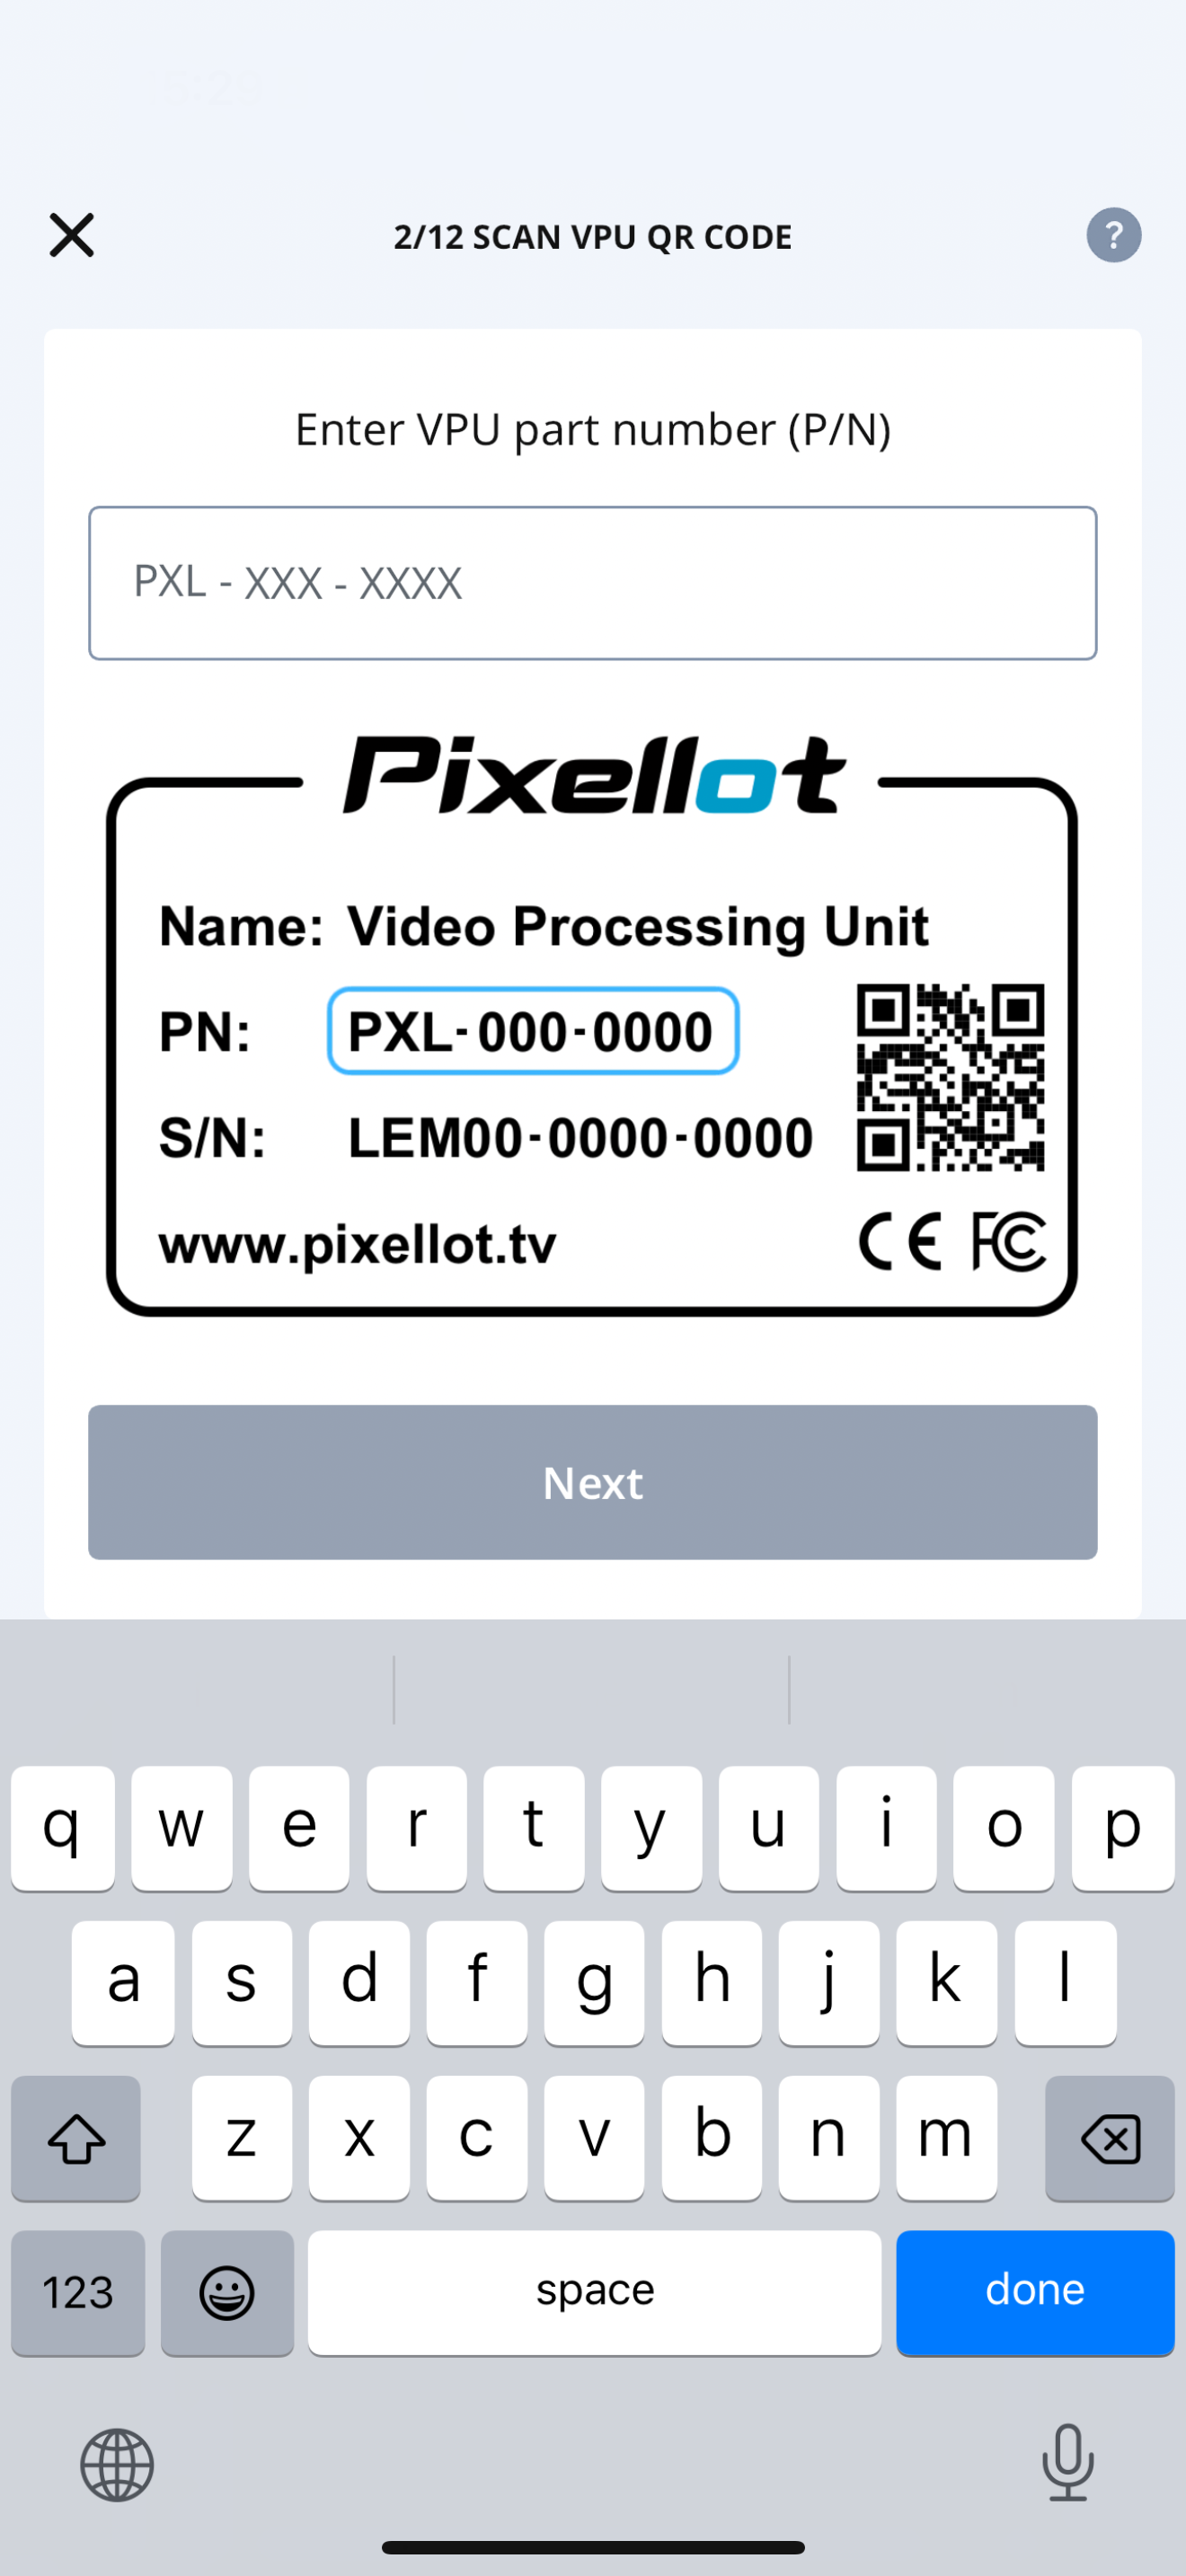 2/12 SCAN VPU QR CODE
?
Enter VPU part number (P/N)
PXL - XXX - XXXX
Pixellot
Name: Video Processing Unit
PN: PXL-000-0000
S/N: LEM00-0000-0000
www.pixellot.tv
CE FC
Next
q w e r t y u i o p
a s d f g h j k l
z x c v b n m
123 space done